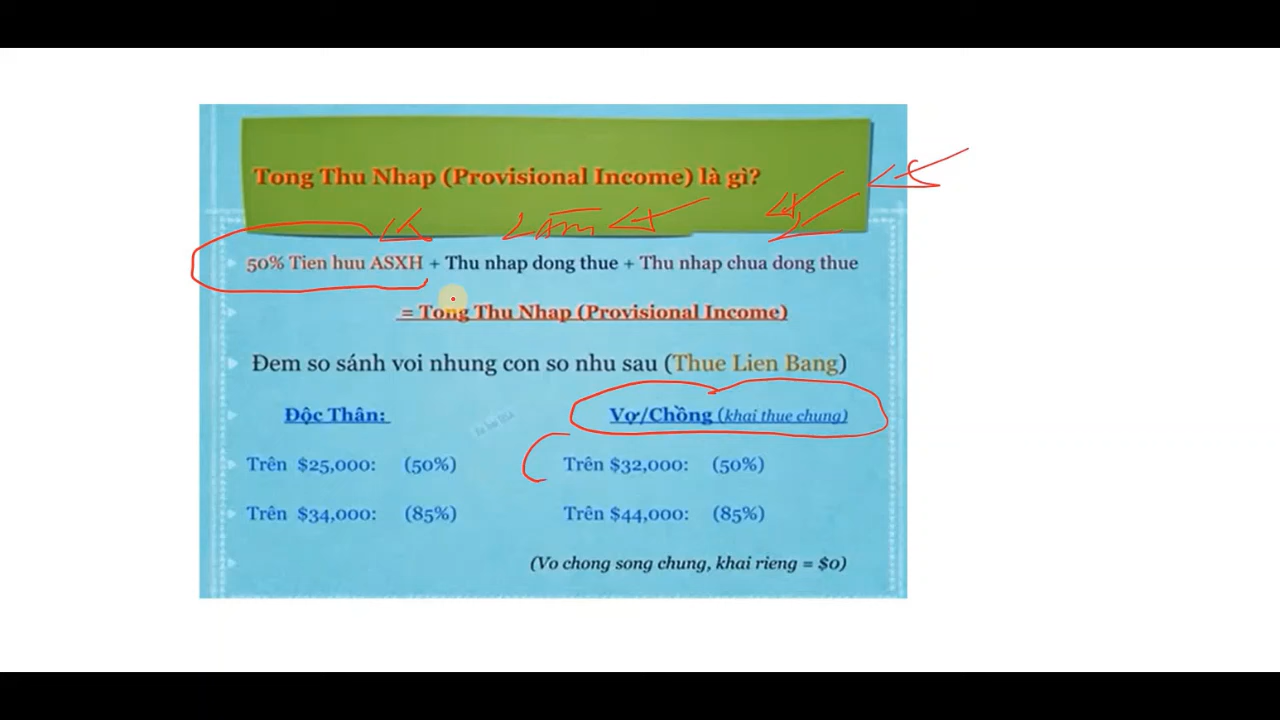 Tong Thu Nhap (Provisional Income) là gì?
50% Tien huu ASXH + Thu nhap dong thue + Thu nhap chua dong thue
= Tong Thu Nhap (Provisional Income)
Đem so sánh voi nhung con so nhu sau (Thue Lien Bang)
Độc Thân: Vợ/Chồng (khai thue chung)
Trên $25,000: (50%) Trên $32,000: (50%)
Trên $34,000: (85%) Trên $44,000: (85%)
(Vo chong song chung, khai rieng = $0)